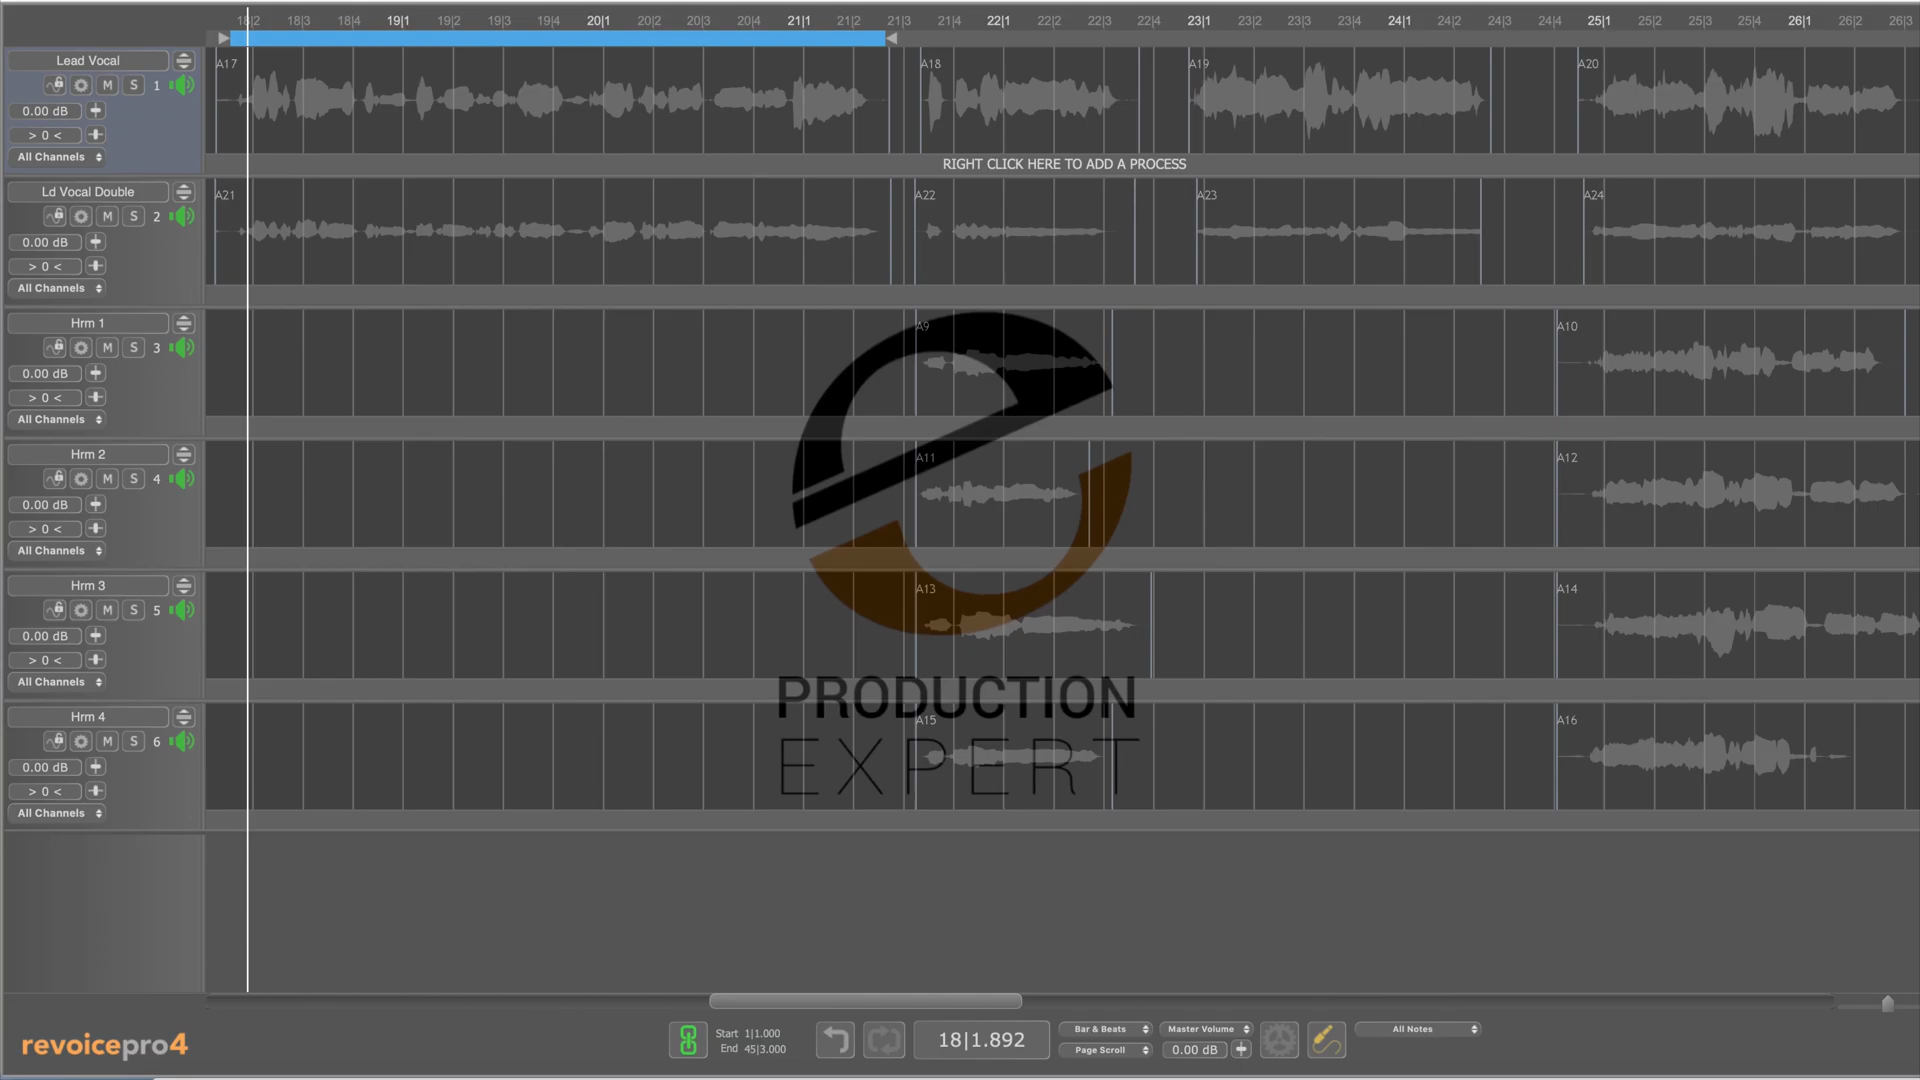 18|2 18|3 18|4 19|1 19|2 19|3 19|4 20|1 20|2 20|3 20|4 21|1 21|2 21|3 21|4 22|1 22|2 22|3 22|4 23|1 23|2 23|3 23|4 24|1 24|2 24|3 24|4 25|1 25|2 25|3 25|4 26|1 26|2 26|3
Lead Vocal
A17 A18 A19 A20
M S 1
0.00 dB
> 0 <
All Channels
RIGHT CLICK HERE TO ADD A PROCESS
Ld Vocal Double
A21 A22 A23 A24
M S 2
0.00 dB
> 0 <
All Channels
Hrm 1
A9 A10
M S 3
0.00 dB
> 0 <
All Channels
Hrm 2
A11 A12
M S 4
0.00 dB
> 0 <
All Channels
Hrm 3
A13 A14
M S 5
0.00 dB
> 0 <
All Channels
PRODUCTION
Hrm 4
A15 A16
M S 6
0.00 dB
> 0 <
All Channels
EXPERT
revoicepro4
Start 1|1.000
End 45|3.000
18|1.892
Bar & Beats
Page Scroll
Master Volume
0.00 dB
All Notes